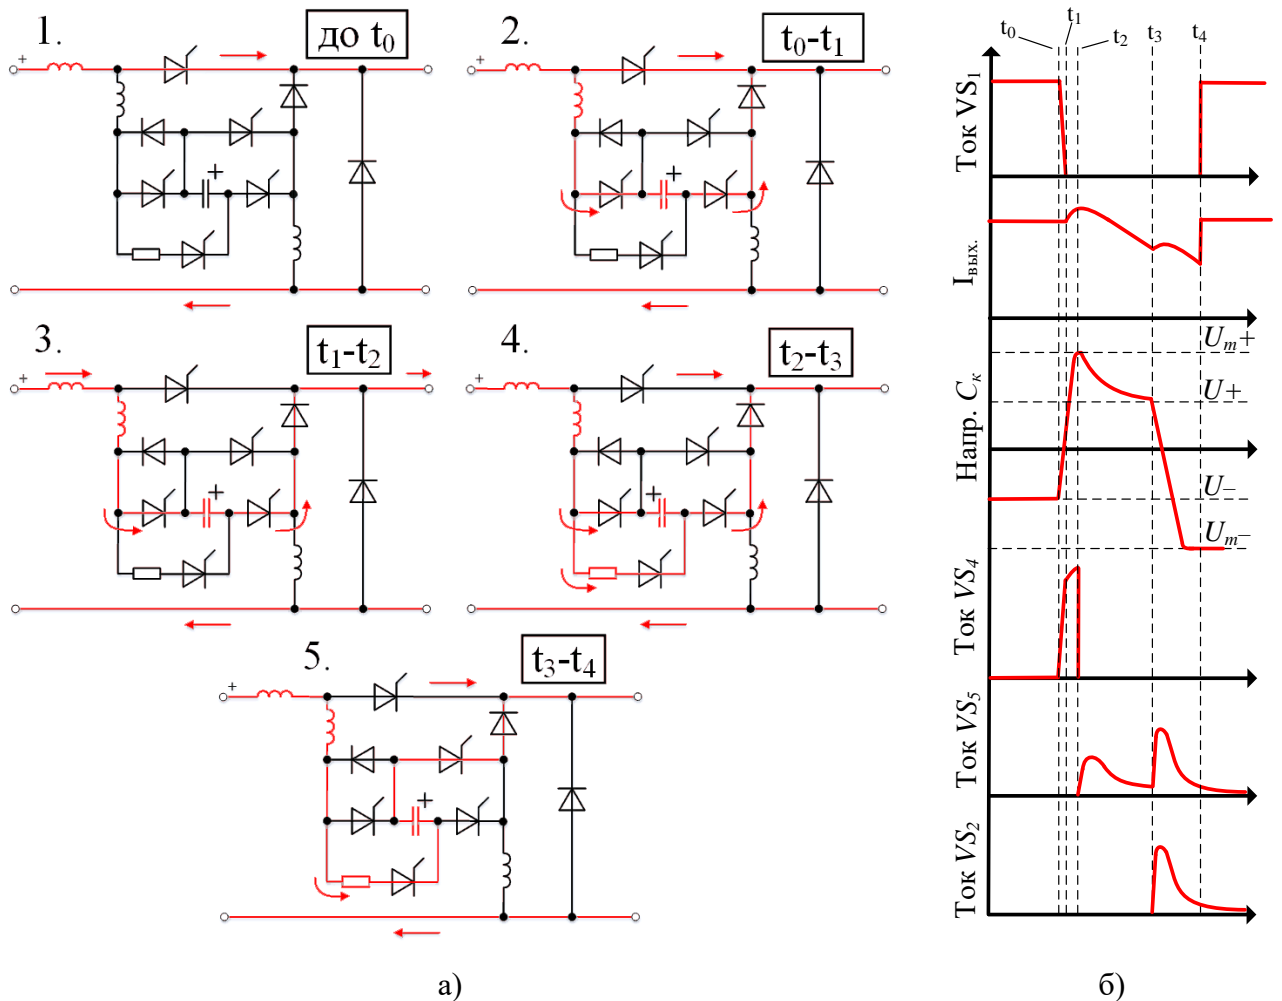 1.
до t₀
2.
t₀-t₁
3.
t₁-t₂
4.
t₂-t₃
5.
t₃-t₄
+
+
+
+
+
+
+
+
+
+
а)
t₀
t₁
t₂
t₃
t₄
Ток VS₁
Iвых.
Напр. Cк
Uₘ+
U+
U–
Uₘ–
Ток VS₄
Ток VS₅
Ток VS₂
б)